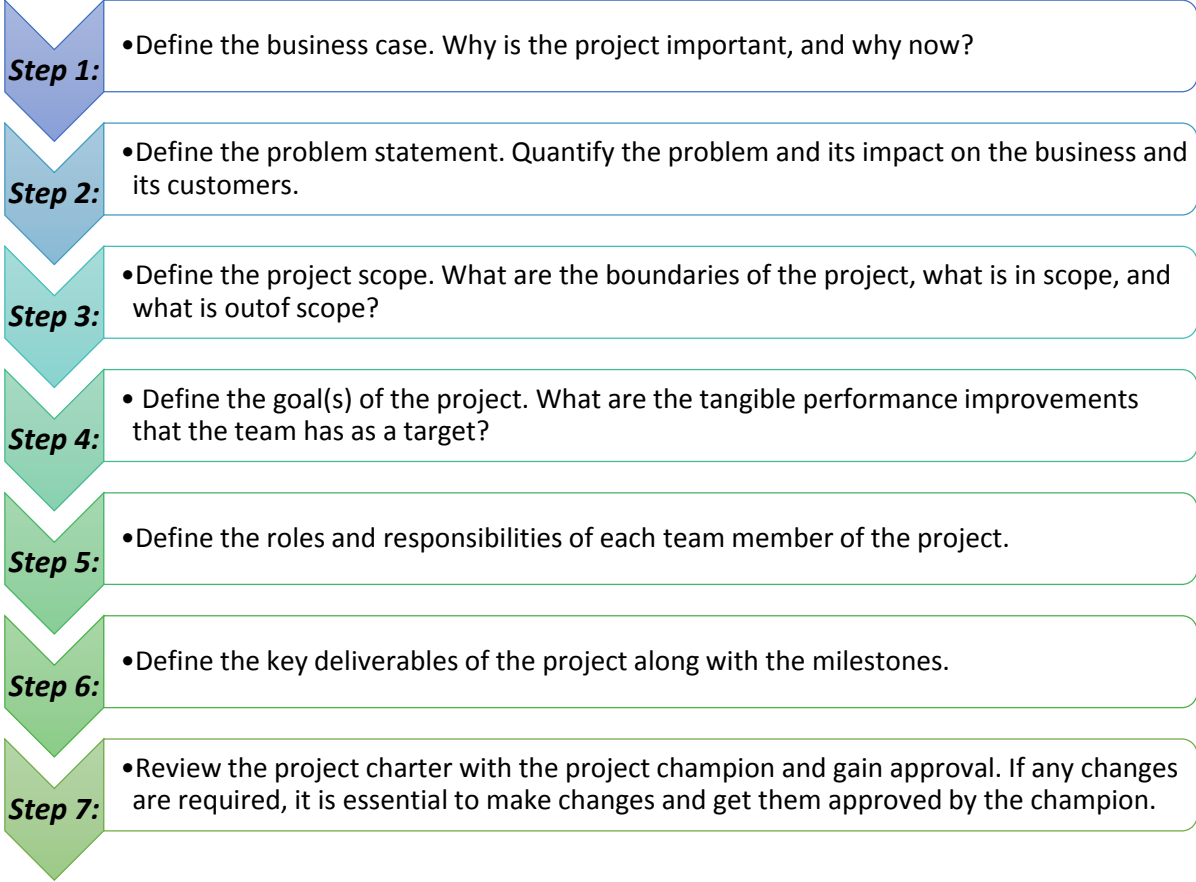 Step 1:
•Define the business case. Why is the project important, and why now?
Step 2:
•Define the problem statement. Quantify the problem and its impact on the business and
its customers.
Step 3:
•Define the project scope. What are the boundaries of the project, what is in scope, and
what is outof scope?
Step 4:
• Define the goal(s) of the project. What are the tangible performance improvements
that the team has as a target?
Step 5:
•Define the roles and responsibilities of each team member of the project.
Step 6:
•Define the key deliverables of the project along with the milestones.
Step 7:
•Review the project charter with the project champion and gain approval. If any changes
are required, it is essential to make changes and get them approved by the champion.